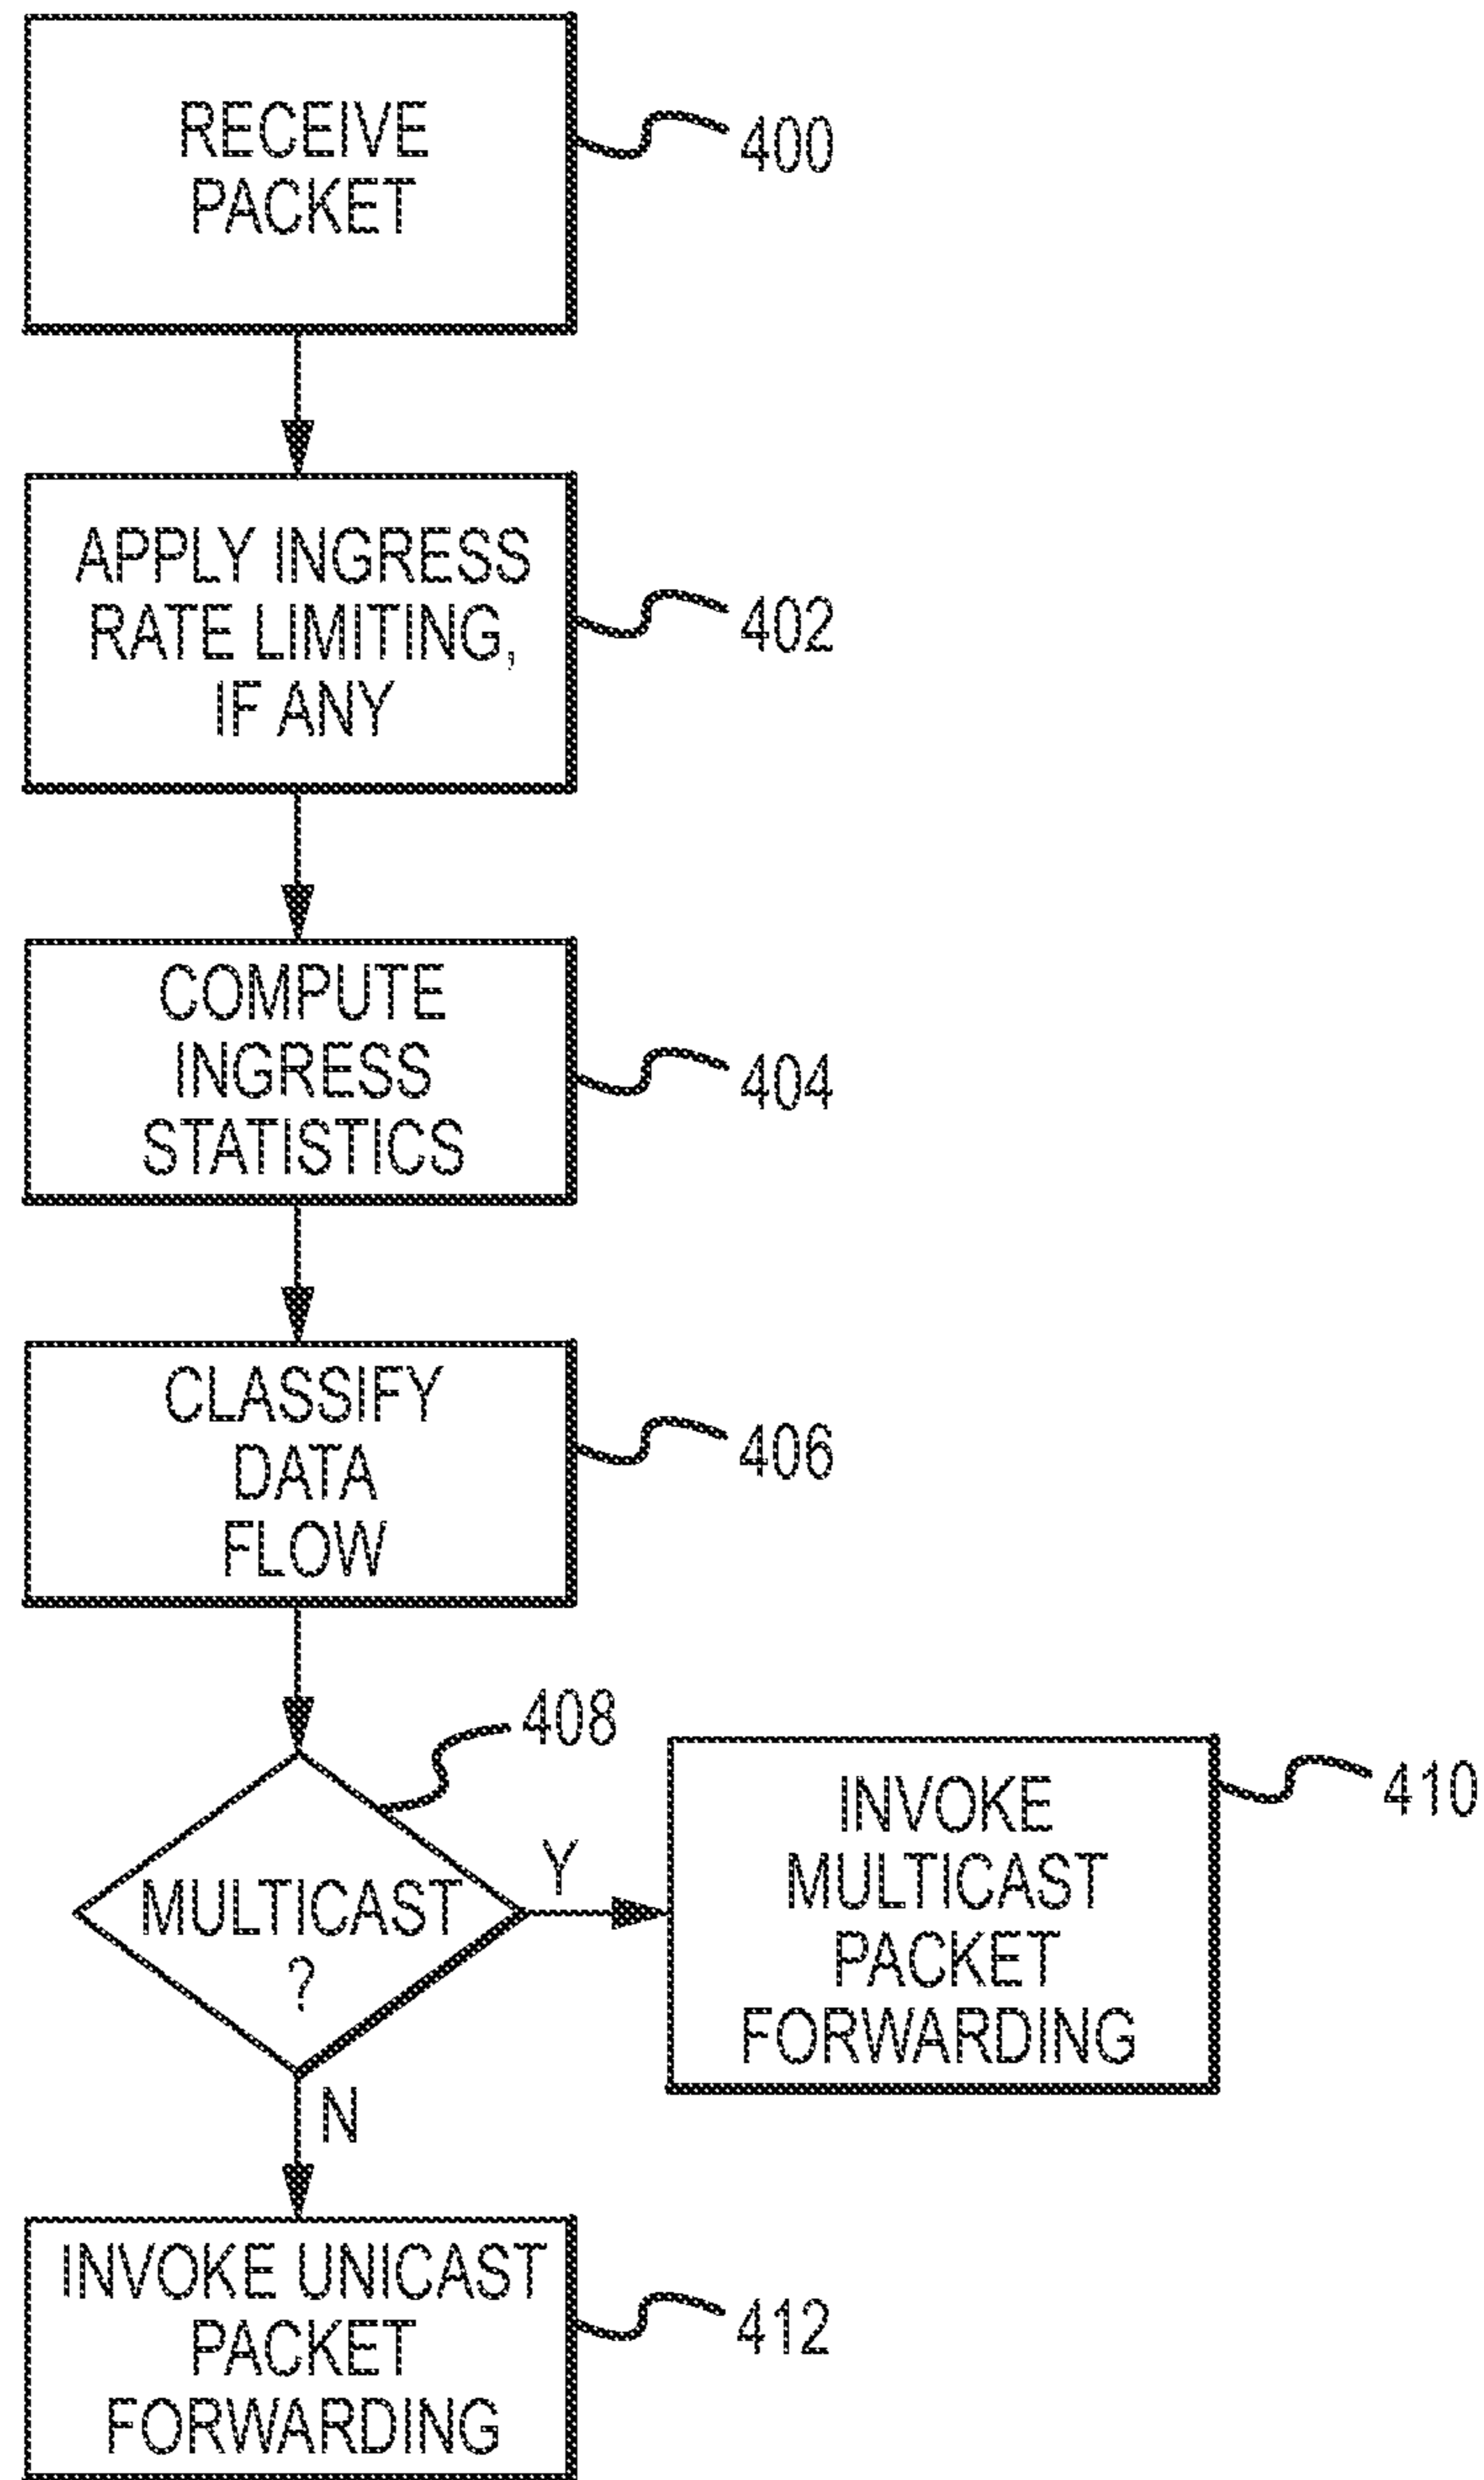 RECEIVE
PACKET
400
APPLY INGRESS
RATE LIMITING,
IF ANY
402
COMPUTE
INGRESS
STATISTICS
404
CLASSIFY
DATA
FLOW
406
408
MULTICAST
?
Y
N
INVOKE
MULTICAST
PACKET
FORWARDING
410
INVOKE UNICAST
PACKET
FORWARDING
412